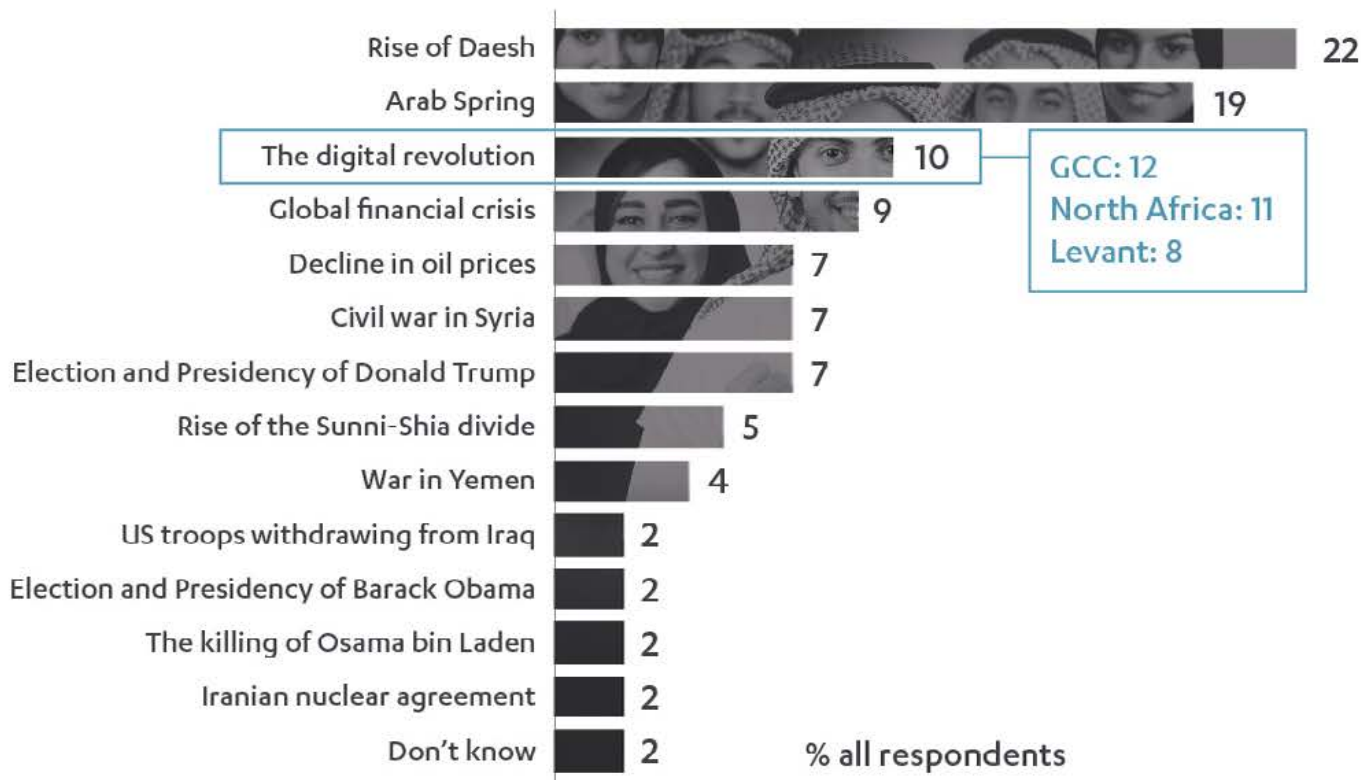 Rise of Daesh 22
Arab Spring 19
The digital revolution 10
GCC: 12
North Africa: 11
Levant: 8
Global financial crisis 9
Decline in oil prices 7
Civil war in Syria 7
Election and Presidency of Donald Trump 7
Rise of the Sunni-Shia divide 5
War in Yemen 4
US troops withdrawing from Iraq 2
Election and Presidency of Barack Obama 2
The killing of Osama bin Laden 2
Iranian nuclear agreement 2
Don't know 2
% all respondents